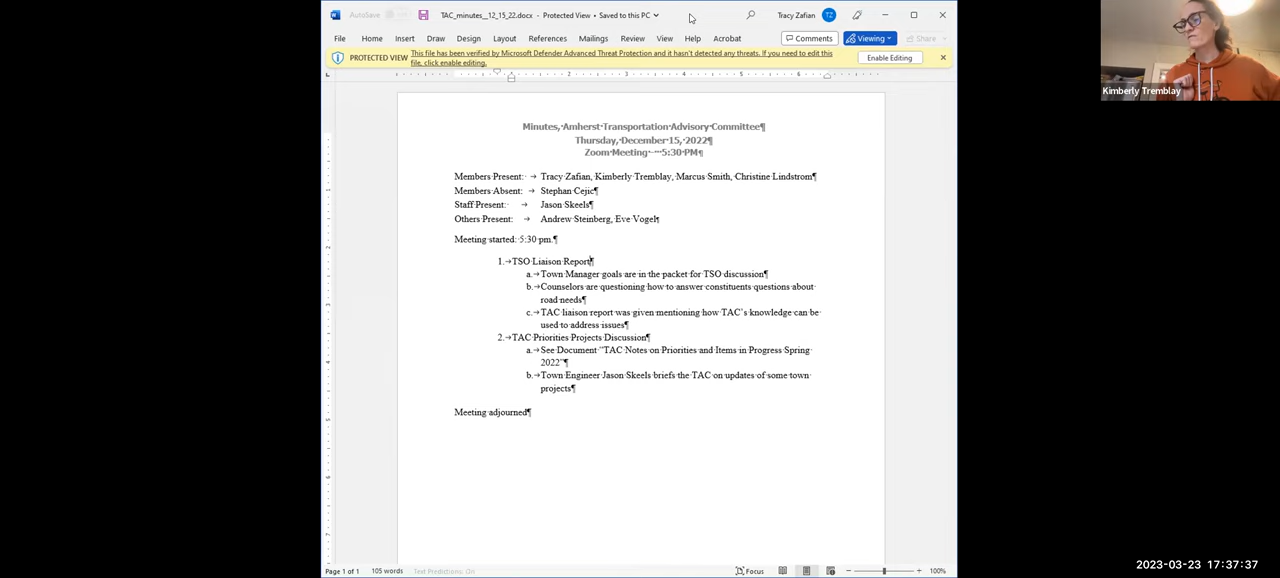 AutoSave
TAC_minutes__12_15_22.docx - Protected View • Saved to this PC
Tracy Zafian TZ
File Home Insert Draw Design Layout References Mailings Review View Help Acrobat Comments Viewing Share
PROTECTED VIEW This file has been verified by Microsoft Defender Advanced Threat Protection and it hasn't detected any threats. If you need to edit this
file, click enable editing.
Enable Editing
Kimberly Tremblay
Minutes, Amherst Transportation Advisory Committee¶
Thursday, December 15, 2022¶
Zoom Meeting – 5:30 PM¶
Members Present: → Tracy Zafian, Kimberly Tremblay, Marcus Smith, Christine Lindstrom¶
Members Absent: → Stephan Cejic¶
Staff Present: → Jason Skeels¶
Others Present: → Andrew Steinberg, Eve Vogel¶
Meeting started: 5:30 pm.¶
1.→TSO Liaison Report¶
a.→Town Manager goals are in the packet for TSO discussion¶
b.→Counselors are questioning how to answer constituents questions about
road needs¶
c.→TAC liaison report was given mentioning how TAC's knowledge can be
used to address issues¶
2.→TAC Priorities Projects Discussion¶
a.→See Document "TAC Notes on Priorities and Items in Progress Spring
2022"¶
b.→Town Engineer Jason Skeels briefs the TAC on updates of some town
projects¶
Meeting adjourned¶
Page 1 of 1 105 words Text Predictions: On Focus 100%
2023-03-23 17:37:37